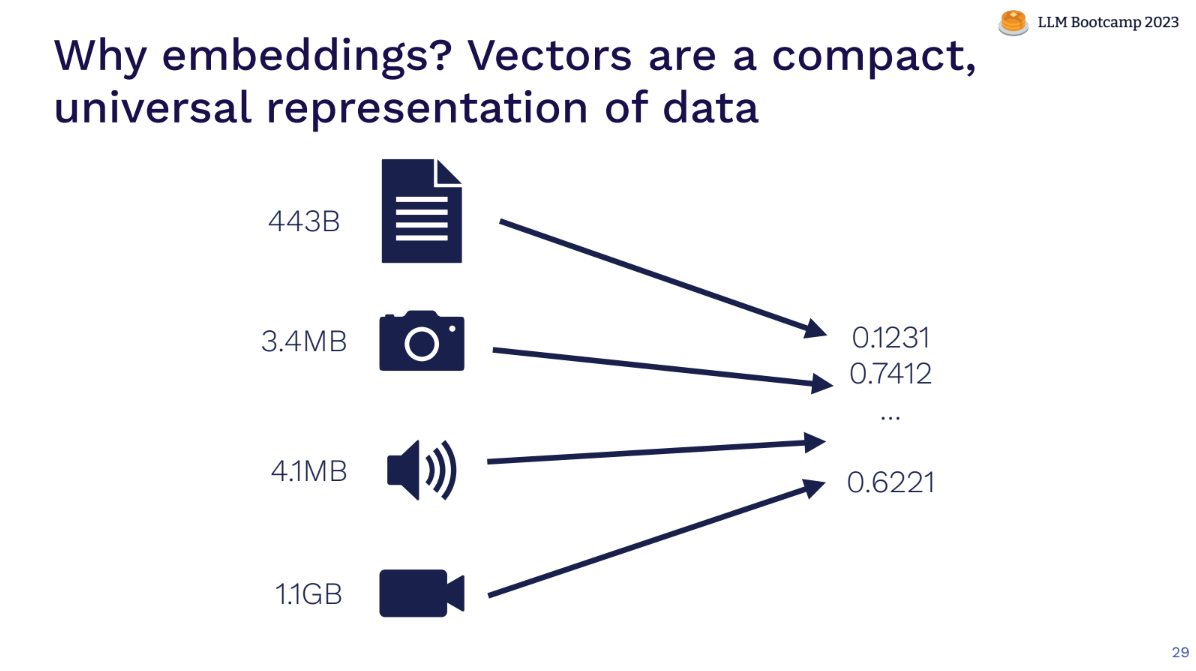 LLM Bootcamp 2023
Why embeddings? Vectors are a compact,
universal representation of data
443B
3.4MB
4.1MB
1.1GB
0.1231
0.7412
...
0.6221
29